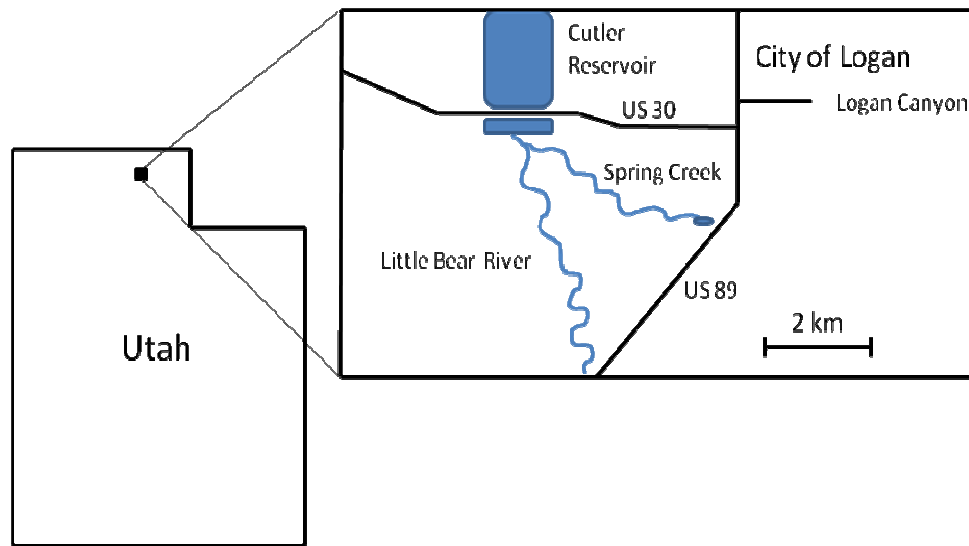 Cutler
Reservoir
City of Logan
US 30
Logan Canyon
Spring Creek
Little Bear River
US 89
2 km
Utah